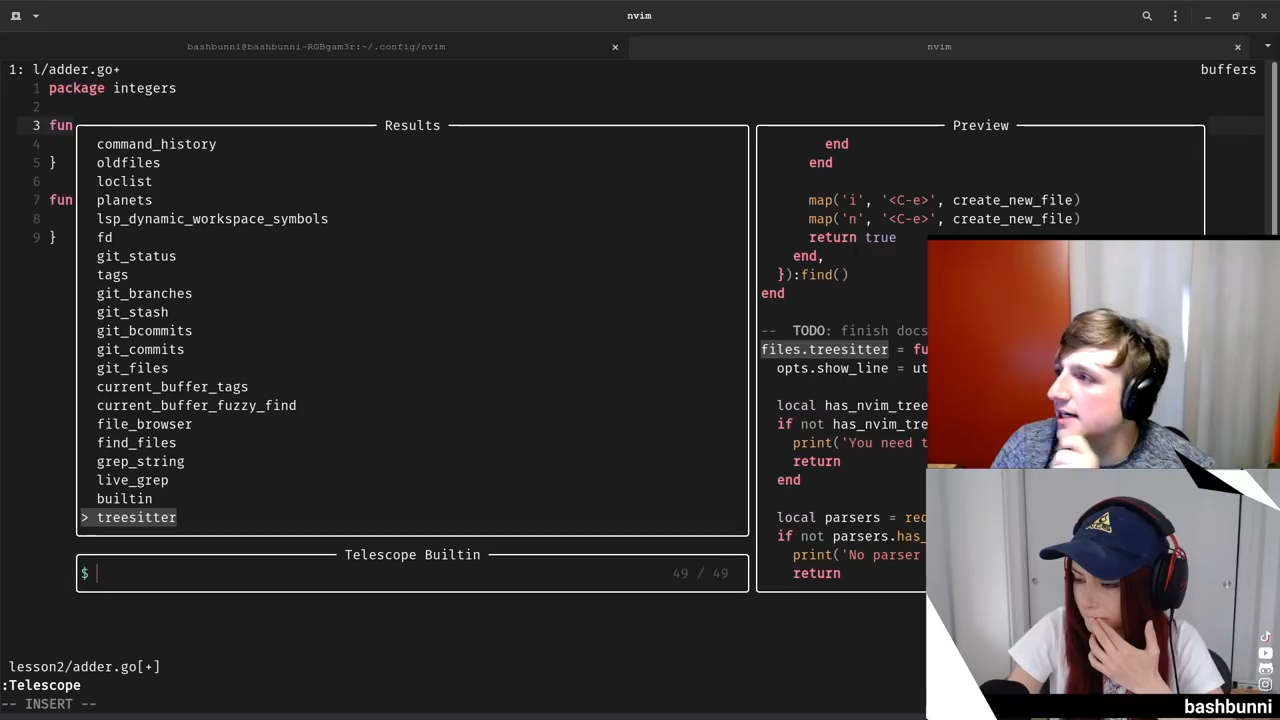 nvim
bashbunni@bashbunni-RGBgam3r:~/.config/nvim
nvim
1: l/adder.go+
buffers
1 package integers
2
3 fun
4
5 }
6
7 fun
8
9 }
Results
command_history
oldfiles
loclist
planets
lsp_dynamic_workspace_symbols
fd
git_status
tags
git_branches
git_stash
git_bcommits
git_commits
git_files
current_buffer_tags
current_buffer_fuzzy_find
file_browser
find_files
grep_string
live_grep
builtin
> treesitter
Telescope Builtin
$
49 / 49
Preview
end
end
map('i', '<C-e>', create_new_file)
map('n', '<C-e>', create_new_file)
return true
end,
}):find()
end
-- TODO: finish docs
files.treesitter = fu
opts.show_line = ut
local has_nvim_tree
if not has_nvim_tre
print('You need t
return
end
local parsers = req
if not parsers.has_
print('No parser
return
lesson2/adder.go[+]
:Telescope
-- INSERT --
bashbunni